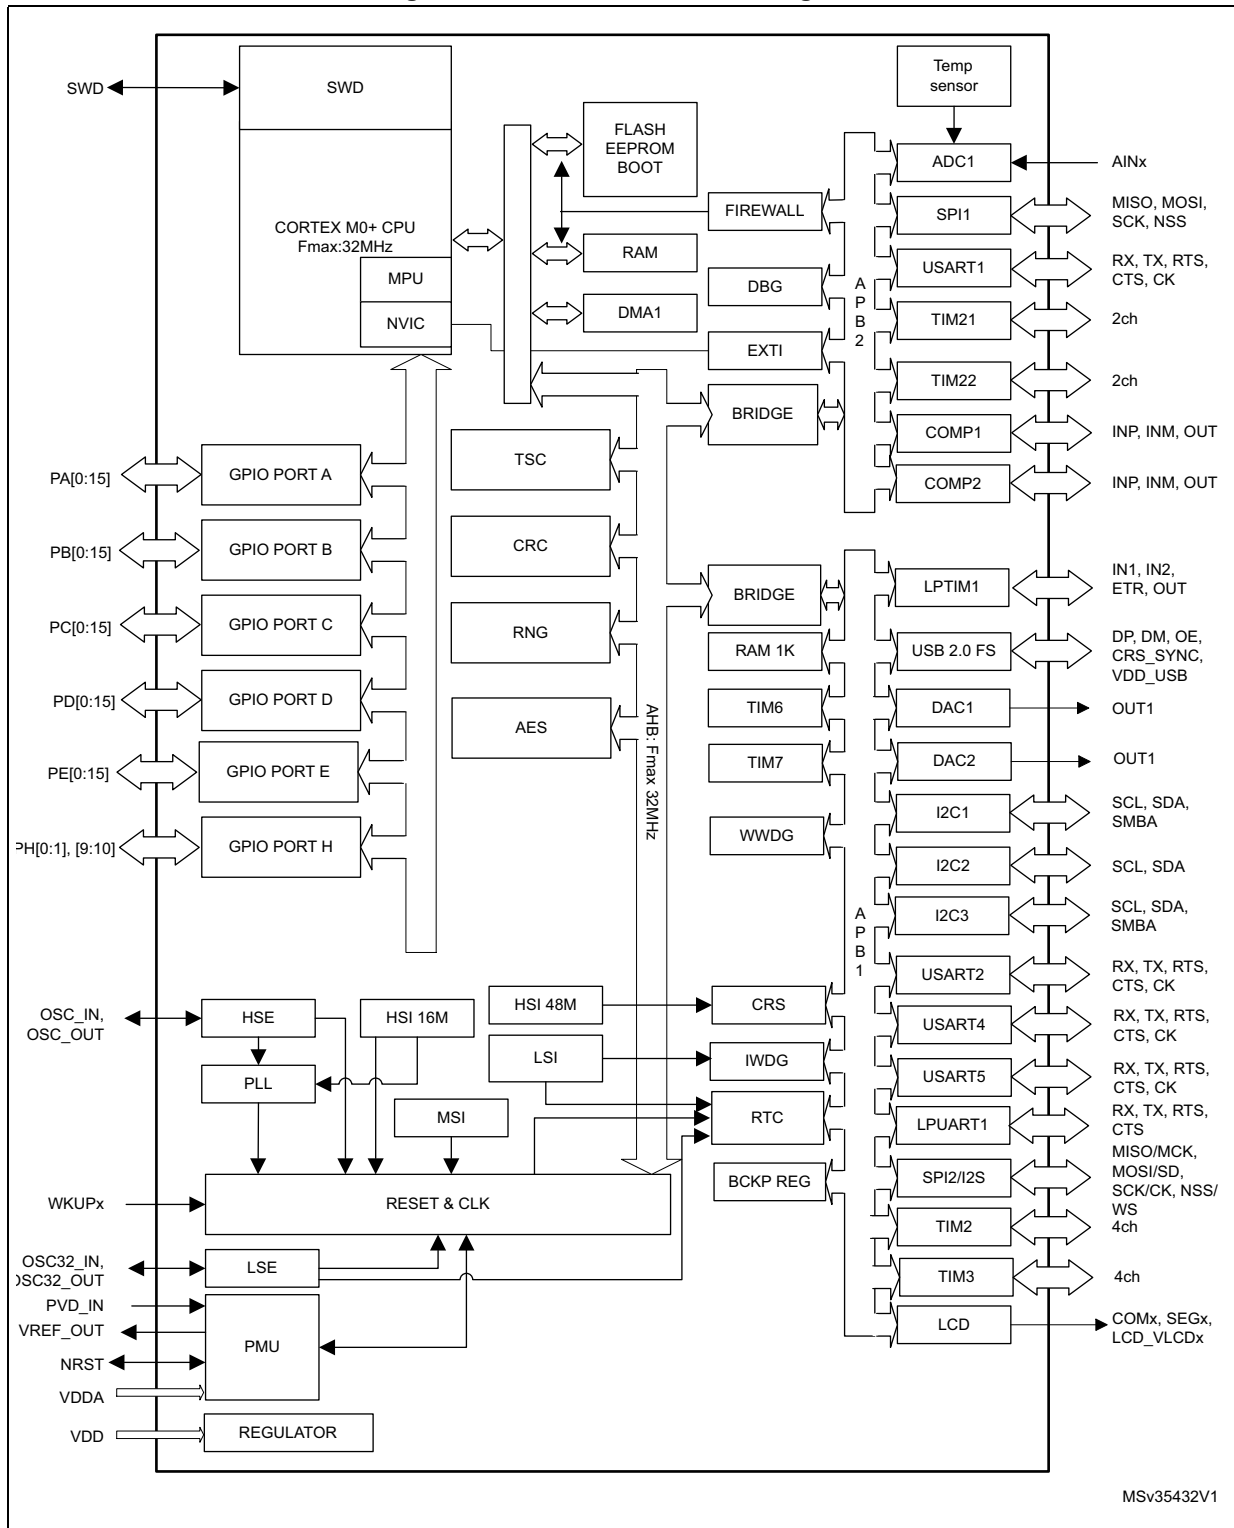 SWD
SWD
CORTEX M0+ CPU
Fmax:32MHz
MPU
NVIC
FLASH
EEPROM
BOOT
RAM
DMA1
FIREWALL
DBG
EXTI
BRIDGE
A
P
B
2
Temp
sensor
ADC1
AINx
SPI1
MISO, MOSI,
SCK, NSS
USART1
RX, TX, RTS,
CTS, CK
TIM21
2ch
TIM22
2ch
COMP1
INP, INM, OUT
COMP2
INP, INM, OUT
PA[0:15]
GPIO PORT A
PB[0:15]
GPIO PORT B
PC[0:15]
GPIO PORT C
PD[0:15]
GPIO PORT D
PE[0:15]
GPIO PORT E
PH[0:1], [9:10]
GPIO PORT H
TSC
CRC
RNG
AES
AHB: Fmax 32MHz
BRIDGE
RAM 1K
TIM6
TIM7
WWDG
A
P
B
1
LPTIM1
IN1, IN2,
ETR, OUT
USB 2.0 FS
DP, DM, OE,
CRS_SYNC,
VDD_USB
DAC1
OUT1
DAC2
OUT1
I2C1
SCL, SDA,
SMBA
I2C2
SCL, SDA
I2C3
SCL, SDA,
SMBA
USART2
RX, TX, RTS,
CTS, CK
USART4
RX, TX, RTS,
CTS, CK
USART5
RX, TX, RTS,
CTS, CK
LPUART1
RX, TX, RTS,
CTS
SPI2/I2S
MISO/MCK,
MOSI/SD,
SCK/CK, NSS/
WS
TIM2
4ch
TIM3
4ch
LCD
COMx, SEGx,
LCD_VLCDx
OSC_IN,
OSC_OUT
HSE
HSI 16M
HSI 48M
CRS
PLL
LSI
IWDG
MSI
RTC
BCKP REG
WKUPx
RESET & CLK
OSC32_IN,
OSC32_OUT
LSE
PVD_IN
VREF_OUT
NRST
VDDA
PMU
VDD
REGULATOR
MSv35432V1